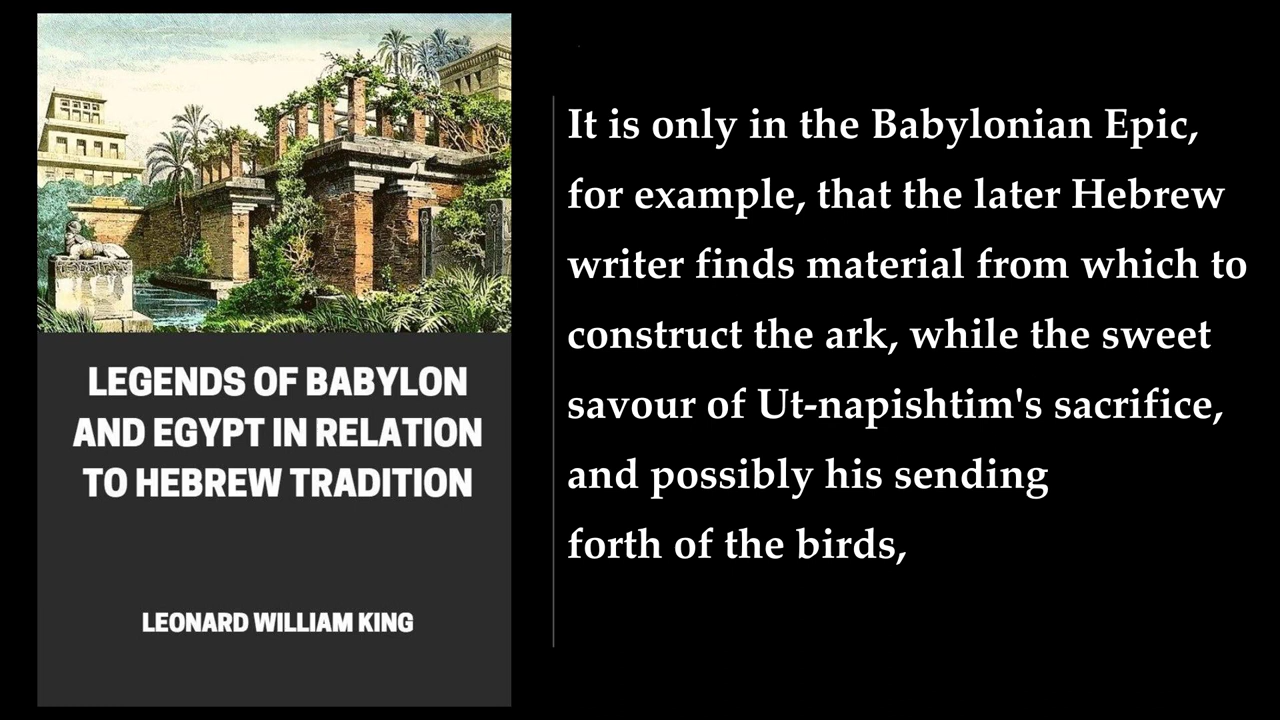 LEGENDS OF BABYLON
AND EGYPT IN RELATION
TO HEBREW TRADITION
LEONARD WILLIAM KING
It is only in the Babylonian Epic,
for example, that the later Hebrew
writer finds material from which to
construct the ark, while the sweet
savour of Ut-napishtim's sacrifice,
and possibly his sending
forth of the birds,